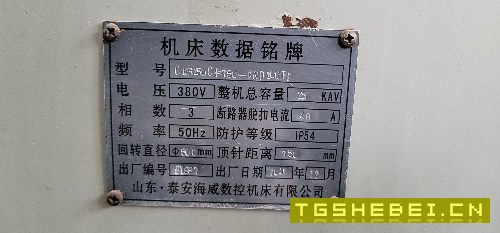 机床数据铭牌
型号
电压 380V 整机总容量 KAV
相数 3 断路器脱扣电流 A
频率 50Hz 防护等级 IP54
回转直径 mm 顶针距离 mm
出厂编号 出厂日期 年 月
山东·泰安海威数控机床有限公司
TGSHEBEI.CN